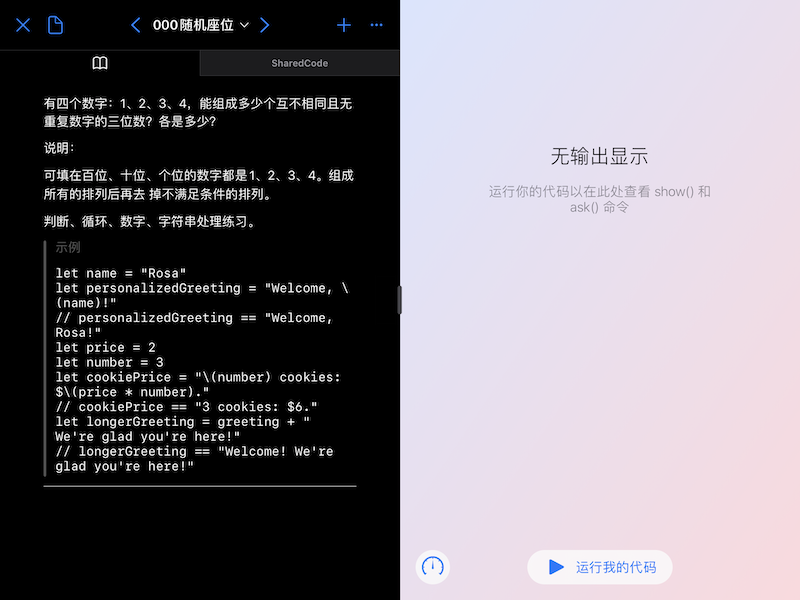 000随机座位
SharedCode
有四个数字：1、2、3、4，能组成多少个互不相同且无
重复数字的三位数？各是多少？
说明：
可填在百位、十位、个位的数字都是1、2、3、4。组成
所有的排列后再去 掉不满足条件的排列。
判断、循环、数字、字符串处理练习。
示例
let name = "Rosa"
let personalizedGreeting = "Welcome, \
(name)!"
// personalizedGreeting == "Welcome,
Rosa!"
let price = 2
let number = 3
let cookiePrice = "\(number) cookies:
$\(price * number)."
// cookiePrice == "3 cookies: $6."
let longerGreeting = greeting + "
We're glad you're here!"
// longerGreeting == "Welcome! We're
glad you're here!"
无输出显示
运行你的代码以在此处查看 show() 和
ask() 命令
运行我的代码